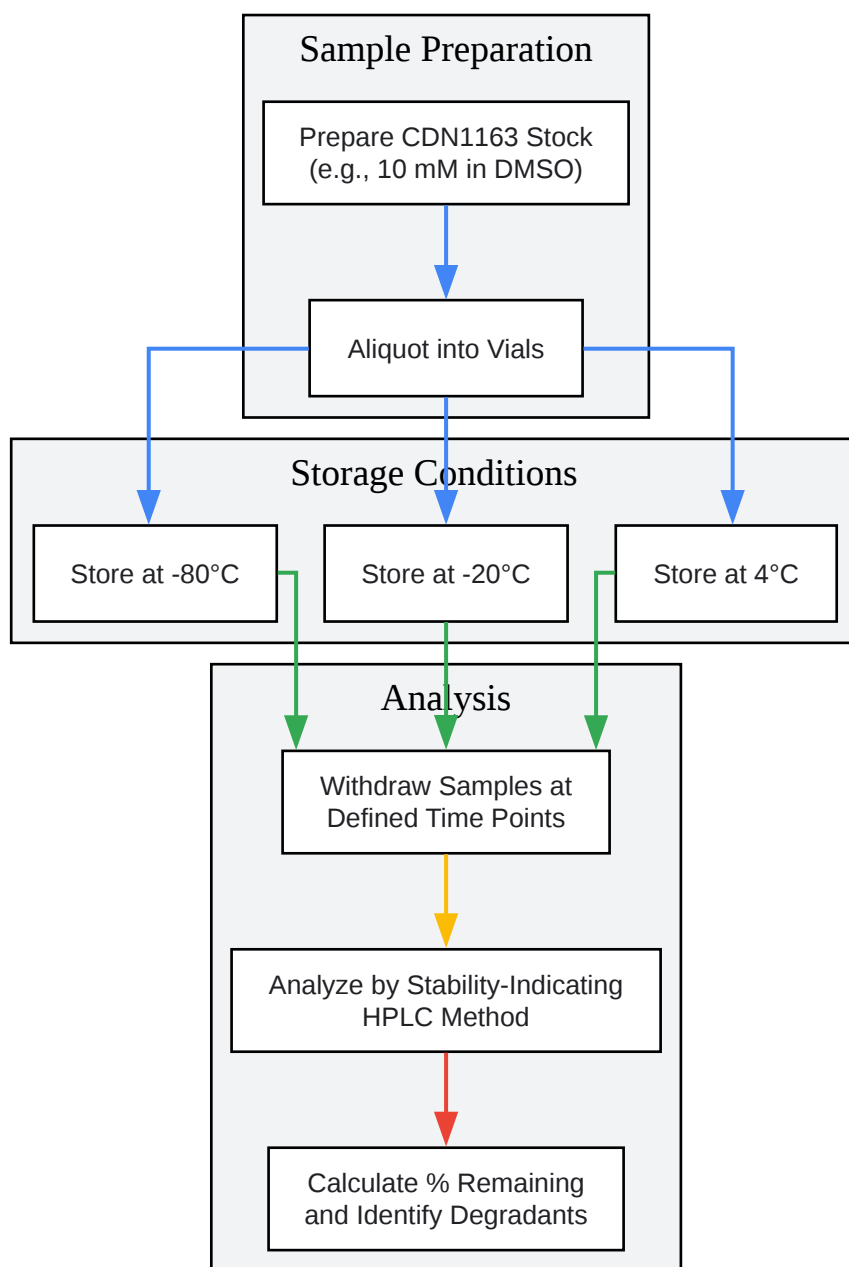 Sample Preparation
Prepare CDN1163 Stock
(e.g., 10 mM in DMSO)
Aliquot into Vials
Storage Conditions
Store at -80°C
Store at -20°C
Store at 4°C
Analysis
Withdraw Samples at
Defined Time Points
Analyze by Stability-Indicating
HPLC Method
Calculate % Remaining
and Identify Degradants